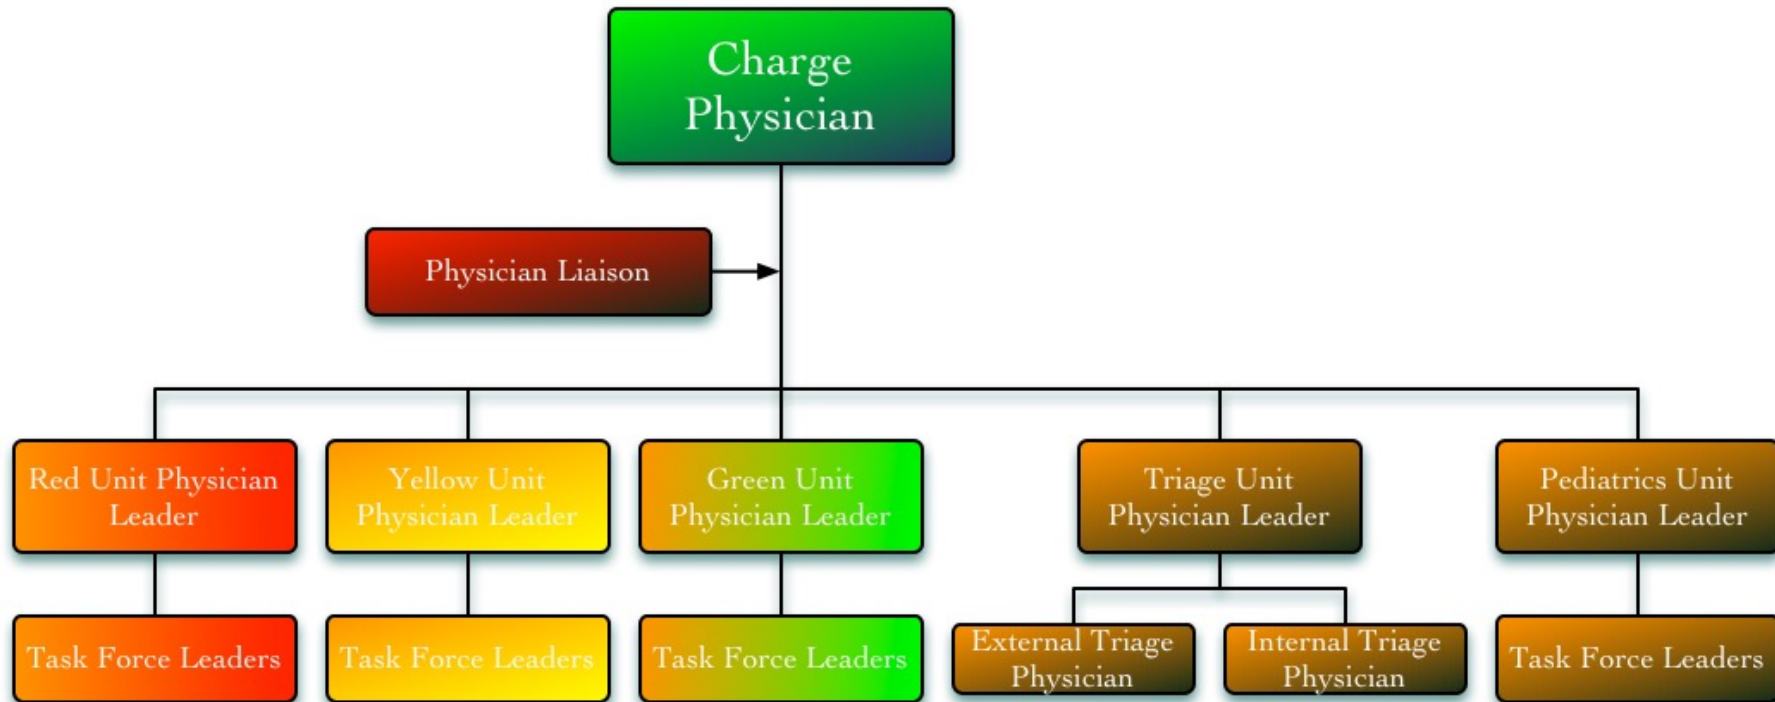 Charge
Physician
Physician Liaison
Red Unit Physician
Leader
Yellow Unit
Physician Leader
Green Unit
Physician Leader
Triage Unit
Physician Leader
Pediatrics Unit
Physician Leader
Task Force Leaders
Task Force Leaders
Task Force Leaders
External Triage
Physician
Internal Triage
Physician
Task Force Leaders